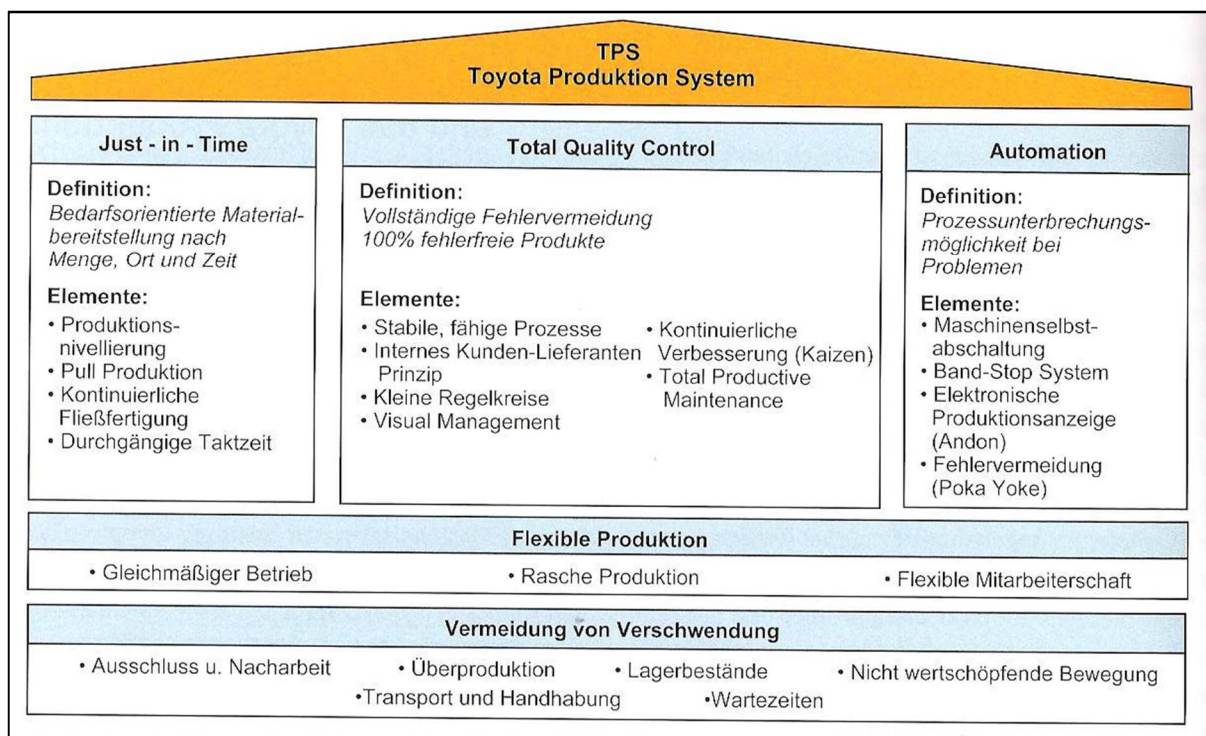 TPS
Toyota Produktion System
Just - in - Time
Definition:
Bedarfsorientierte Material-
bereitstellung nach
Menge, Ort und Zeit
Elemente:
• Produktions-
nivellierung
• Pull Produktion
• Kontinuierliche
Fließfertigung
• Durchgängige Taktzeit
Total Quality Control
Definition:
Vollständige Fehlervermeidung
100% fehlerfreie Produkte
Elemente:
• Stabile, fähige Prozesse
• Internes Kunden-Lieferanten
Prinzip
• Kleine Regelkreise
• Visual Management
• Kontinuierliche
Verbesserung (Kaizen)
• Total Productive
Maintenance
Automation
Definition:
Prozessunterbrechungs-
möglichkeit bei
Problemen
Elemente:
• Maschinenselbst-
abschaltung
• Band-Stop System
• Elektronische
Produktionsanzeige
(Andon)
• Fehlervermeidung
(Poka Yoke)
Flexible Produktion
• Gleichmäßiger Betrieb • Rasche Produktion • Flexible Mitarbeiterschaft
Vermeidung von Verschwendung
• Ausschluss u. Nacharbeit • Überproduktion • Lagerbestände • Nicht wertschöpfende Bewegung
•Transport und Handhabung •Wartezeiten